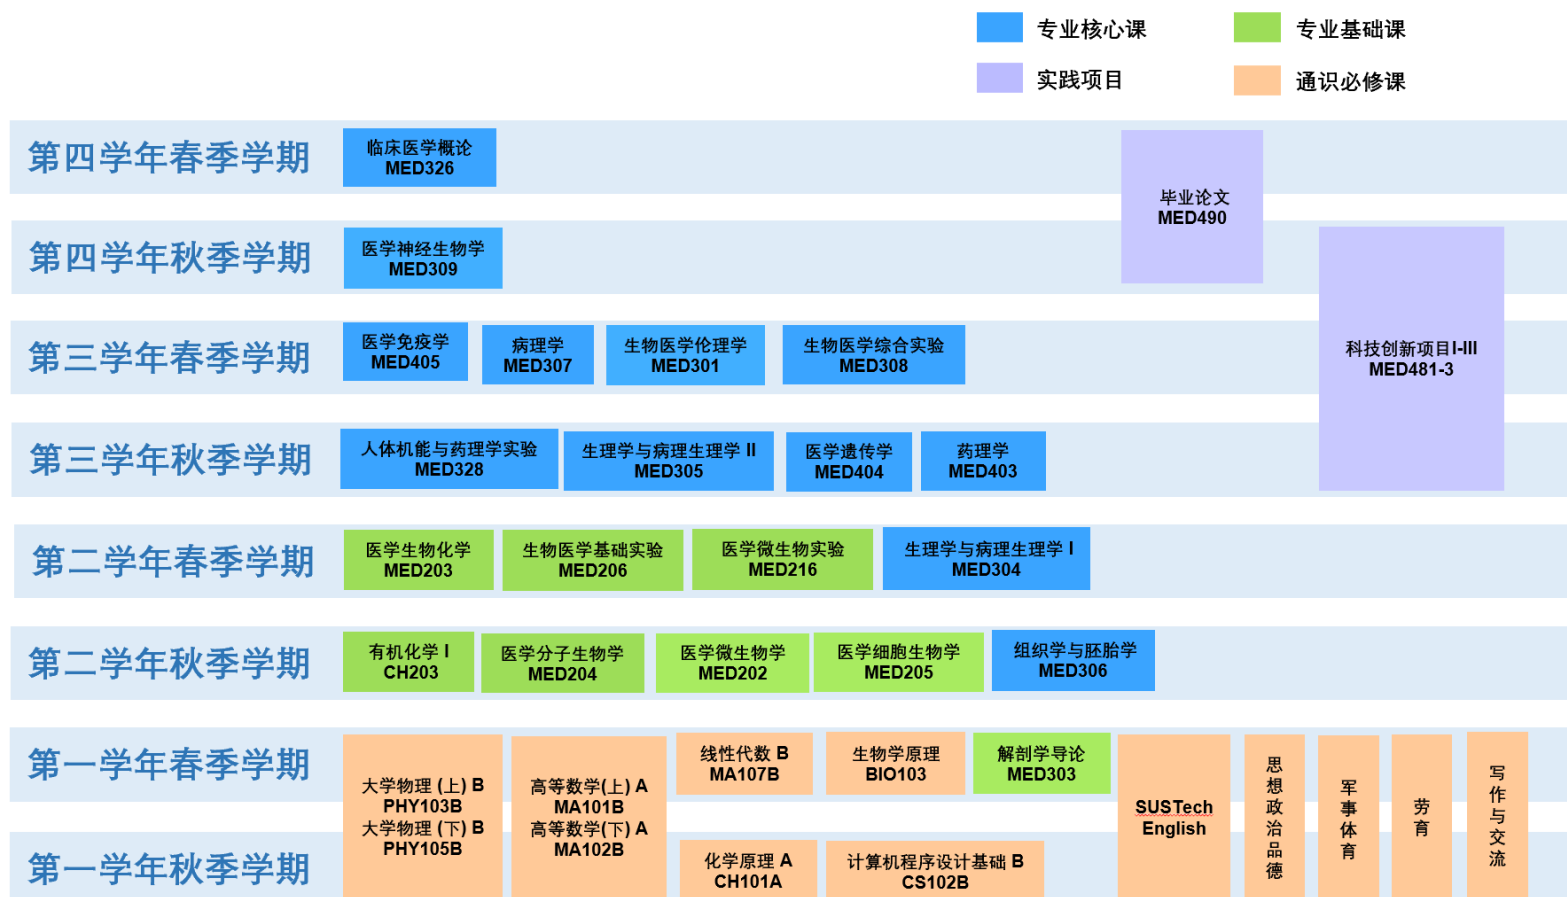 专业核心课
专业基础课
实践项目
通识必修课
第四学年春季学期
临床医学概论
MED326
毕业论文
MED490
第四学年秋季学期
医学神经生物学
MED309
科技创新项目I-III
MED481-3
第三学年春季学期
医学免疫学
MED405
病理学
MED307
生物医学伦理学
MED301
生物医学综合实验
MED308
第三学年秋季学期
人体机能与药理学实验
MED328
生理学与病理生理学 II
MED305
医学遗传学
MED404
药理学
MED403
第二学年春季学期
医学生物化学
MED203
生物医学基础实验
MED206
医学微生物实验
MED216
生理学与病理生理学 I
MED304
第二学年秋季学期
有机化学 I
CH203
医学分子生物学
MED204
医学微生物学
MED202
医学细胞生物学
MED205
组织学与胚胎学
MED306
第一学年春季学期
大学物理 (上) B
PHY103B
大学物理 (下) B
PHY105B
高等数学(上) A
MA101B
高等数学(下) A
MA102B
线性代数 B
MA107B
生物学原理
BIO103
解剖学导论
MED303
SUSTech
English
思想政治品德
军事体育
劳育
写作与交流
第一学年秋季学期
化学原理 A
CH101A
计算机程序设计基础 B
CS102B